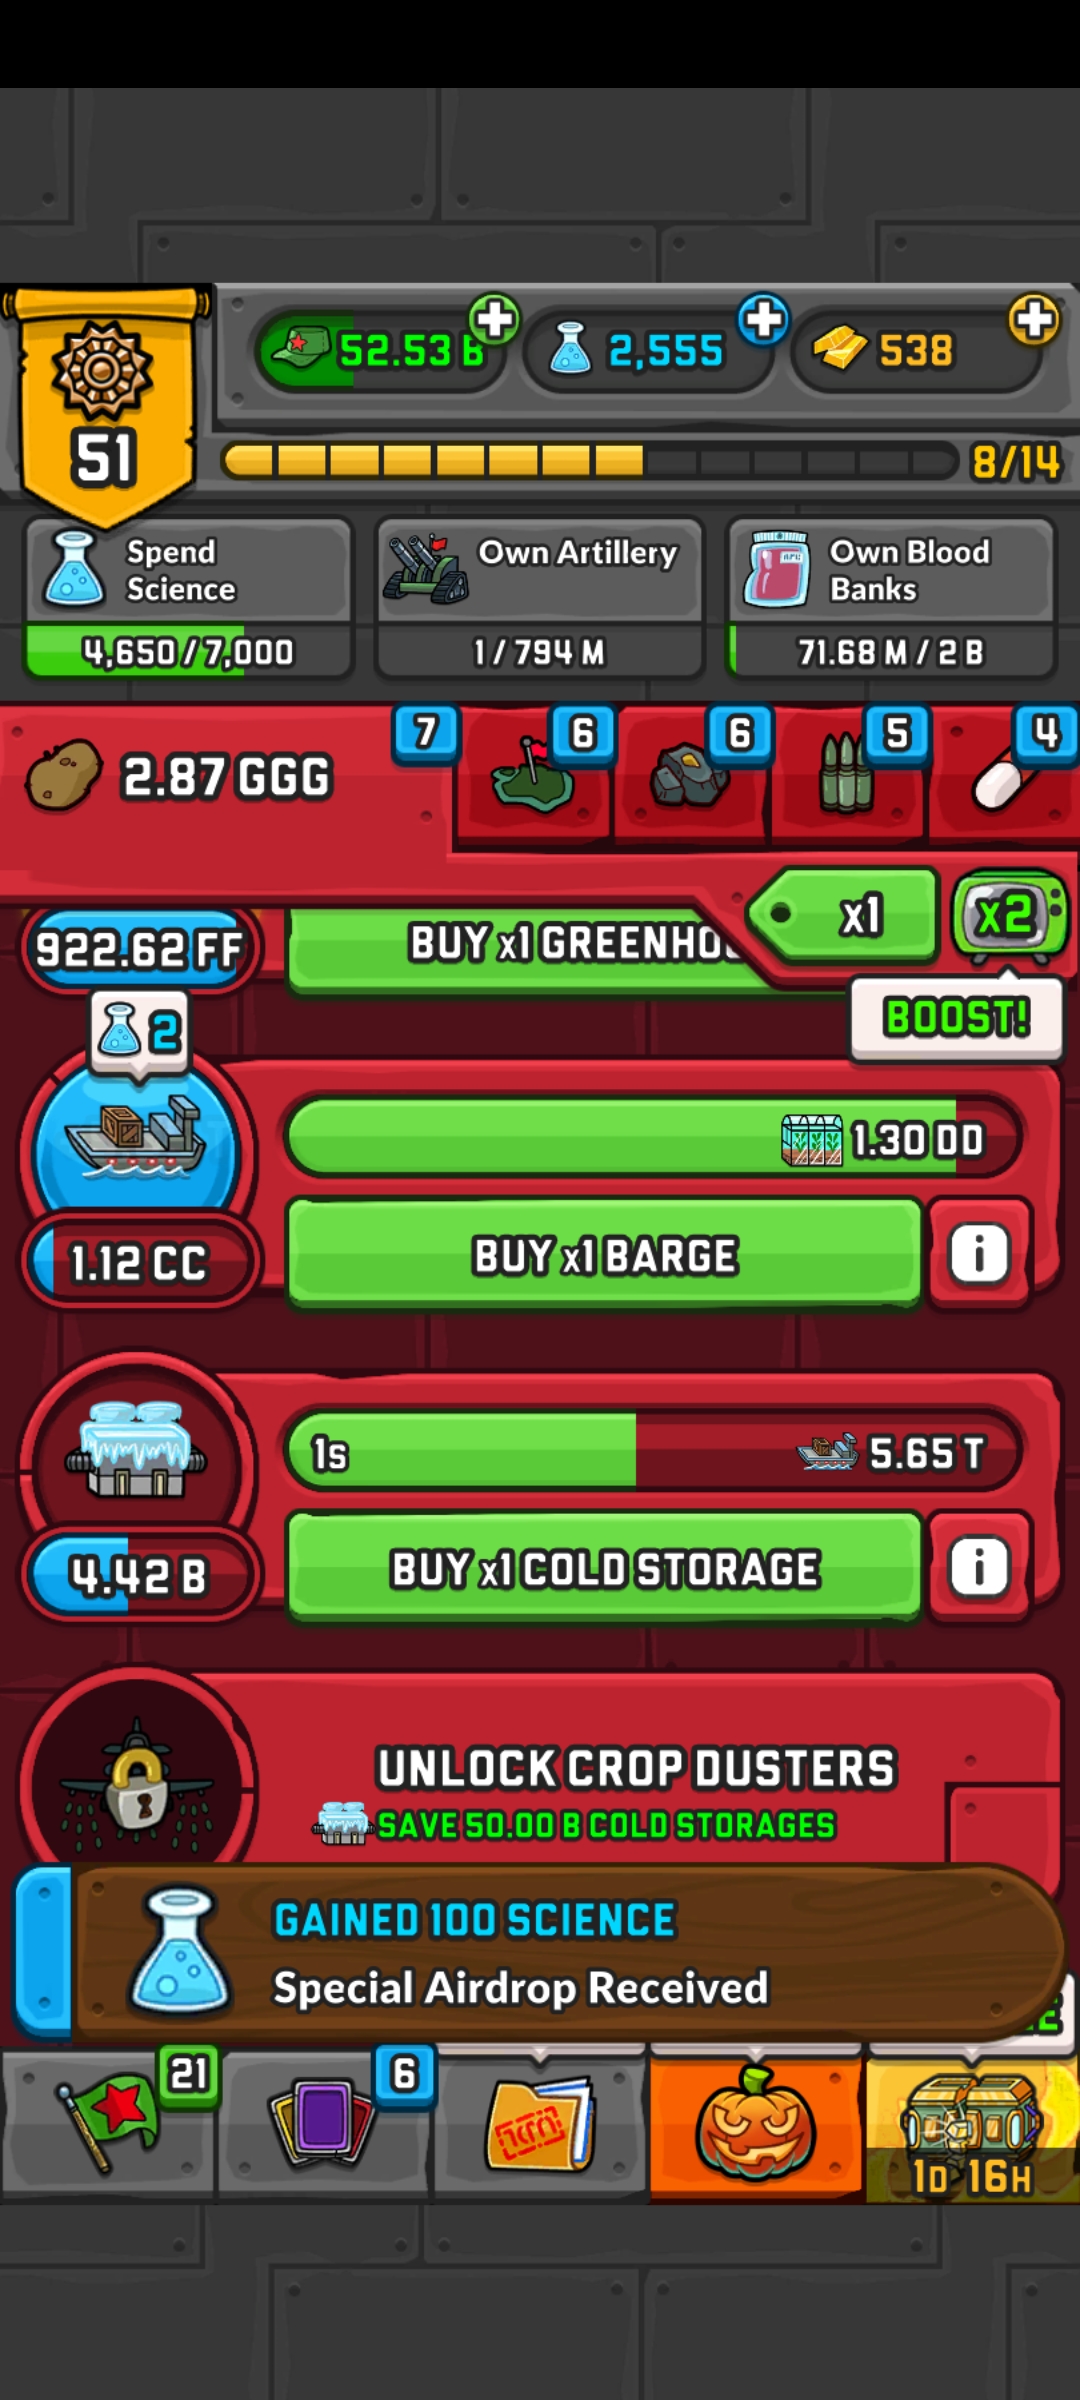 51
52.53 B
2,555
538
8/14
Spend
Science
4,650/7,000
Own Artillery
1/794 M
Own Blood
Banks
71.68 M/2 B
2.87 GGG
7
6
6
5
4
x1
x2
BOOST!
922.62 FF
BUY x1 GREENHO
2
1.30 DD
1.12 CC
BUY x1 BARGE
i
1s
5.65 T
4.42 B
BUY x1 COLD STORAGE
i
UNLOCK CROP DUSTERS
SAVE 50.00 B COLD STORAGES
GAINED 100 SCIENCE
Special Airdrop Received
21
6
1D 16H